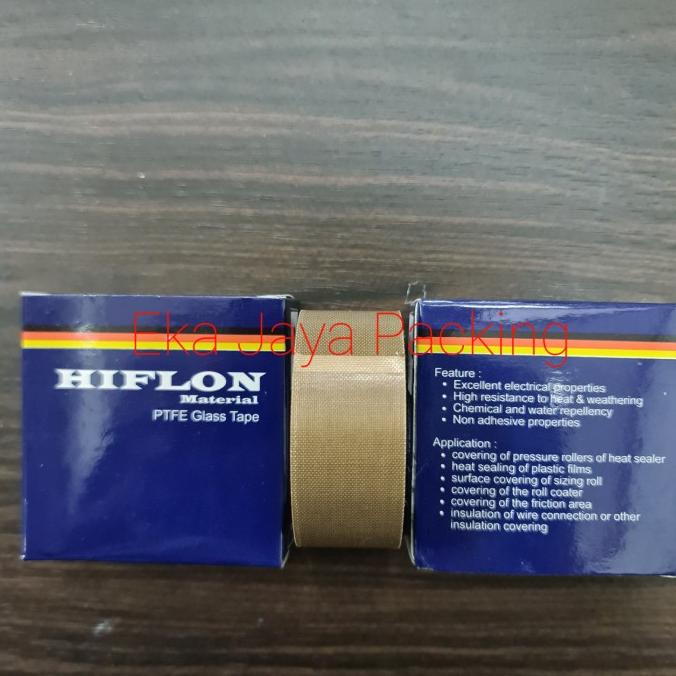 Eka Jaya Packing
HIFLON
Material
PTFE Glass Tape
Feature :
• Excellent electrical properties
• High resistance to heat & weathering
• Chemical and water repellency
• Non adhesive properties
Application :
• covering of pressure rollers of heat sealer
• heat sealing of plastic films
• surface covering of sizing roll
• covering of the roll coater
• covering of the friction area
• insulation of wire connection or other
insulation covering